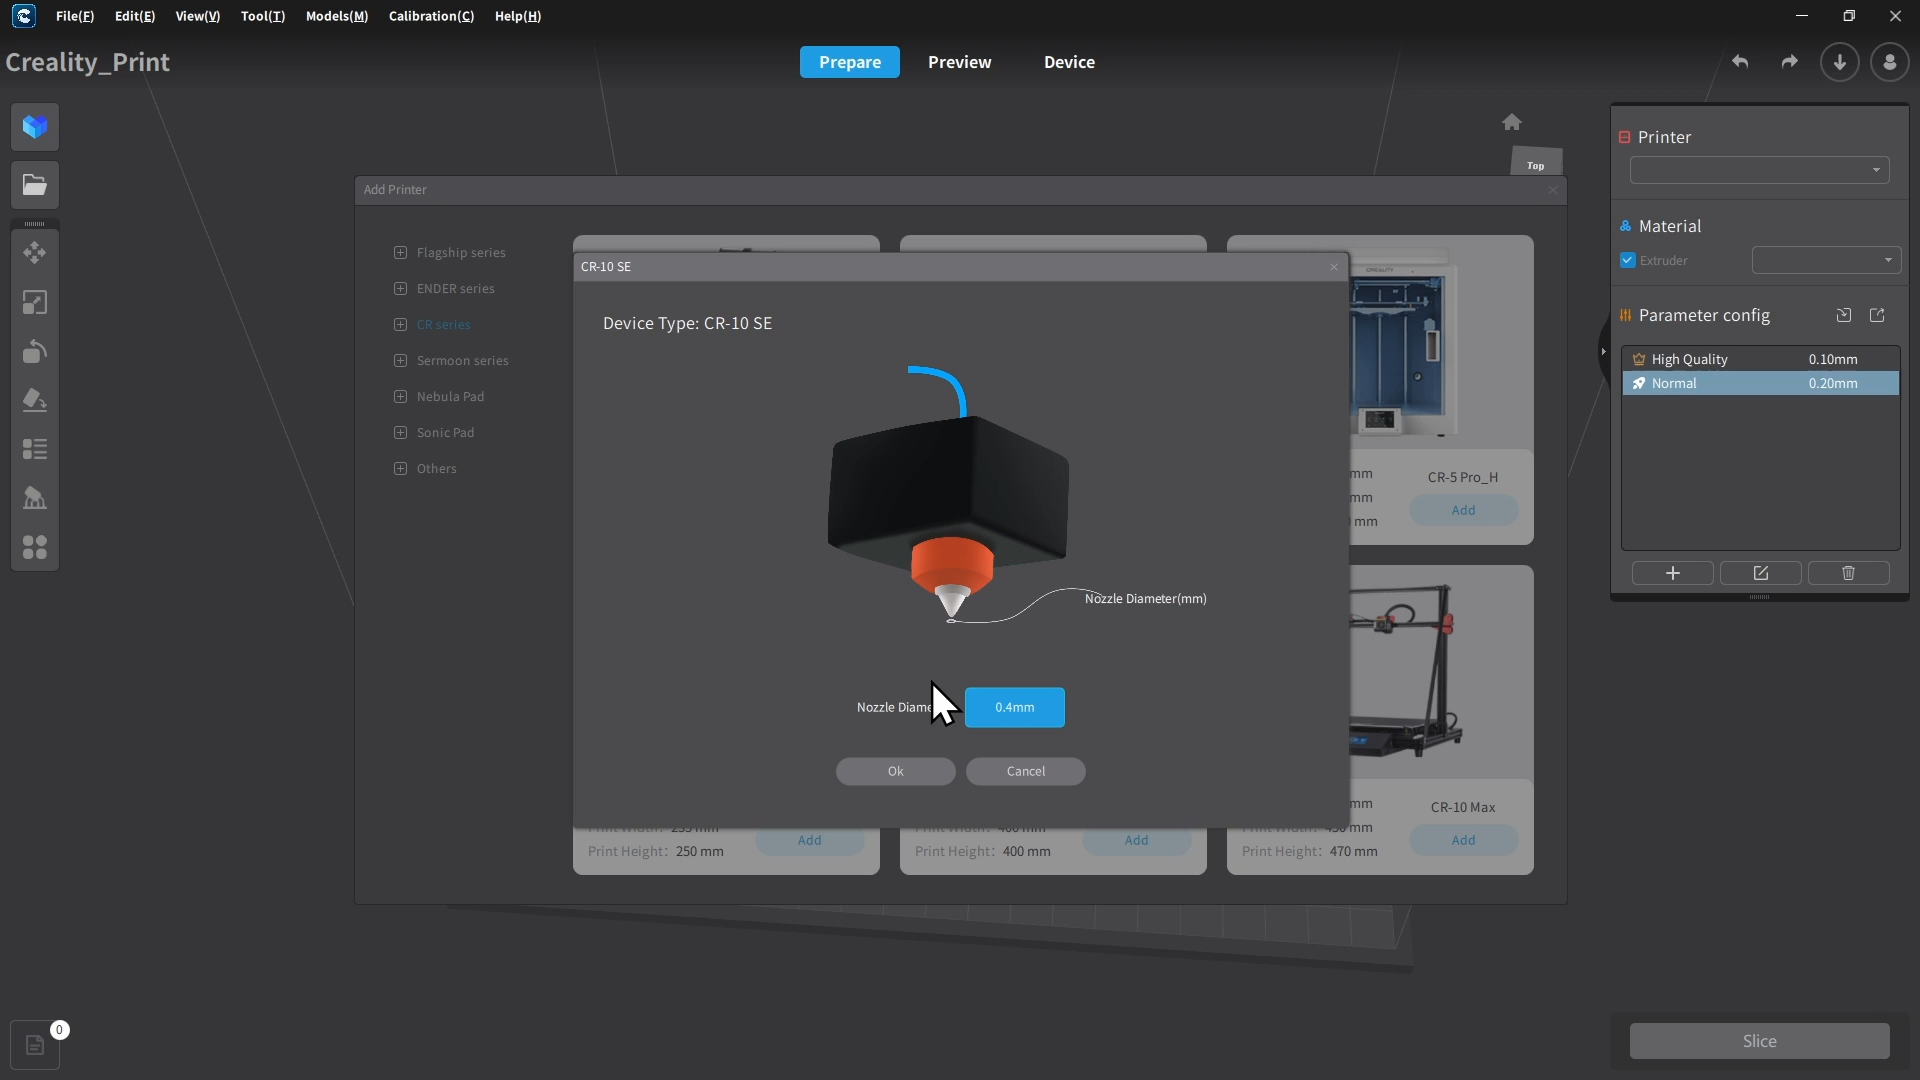 File(F) Edit(E) View(V) Tool(T) Models(M) Calibration(C) Help(H)
Creality_Print
Prepare Preview Device
Top
Add Printer
Flagship series
ENDER series
CR series
Sermoon series
Nebula Pad
Sonic Pad
Others
CR-10 SE
Device Type: CR-10 SE
Nozzle Diameter(mm)
Nozzle 0.4mm
Ok Cancel
CREALITY
mm CR-5 Pro_H
mm Add
mm
mm CR-10 Max
mm
Add Add Add
Print Height: 250 mm Print Height: 400 mm Print Height: 470 mm
Printer
Material
Extruder
Parameter config
High Quality 0.10mm
Normal 0.20mm
0
Slice